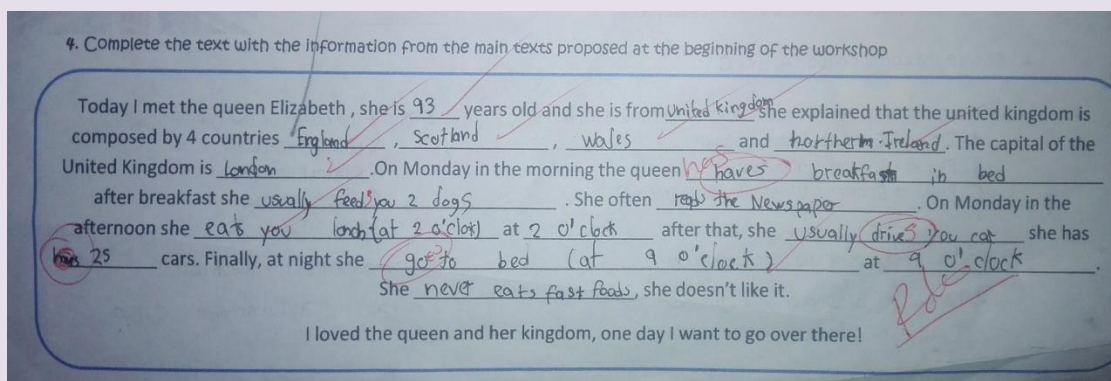 4. Complete the text with the information from the main texts proposed at the beginning of the workshop
Today I met the queen Elizabeth , she is 93 years old and she is from united kingdom she explained that the united kingdom is
composed by 4 countries England , Scotland , wales and northern Ireland. The capital of the
United Kingdom is London .On Monday in the morning the queen has haves breakfast in bed
after breakfast she usually feeds you 2 dogs . She often reads the Newspaper . On Monday in the
afternoon she eats you lonch (at 2 o'clok) at 2 o'clock after that, she usually drives you car she has
25 cars. Finally, at night she goes to bed (at 9 o'clock) at 9 o'clock .
She never eats fast foods, she doesn't like it.
I loved the queen and her kingdom, one day I want to go over there!